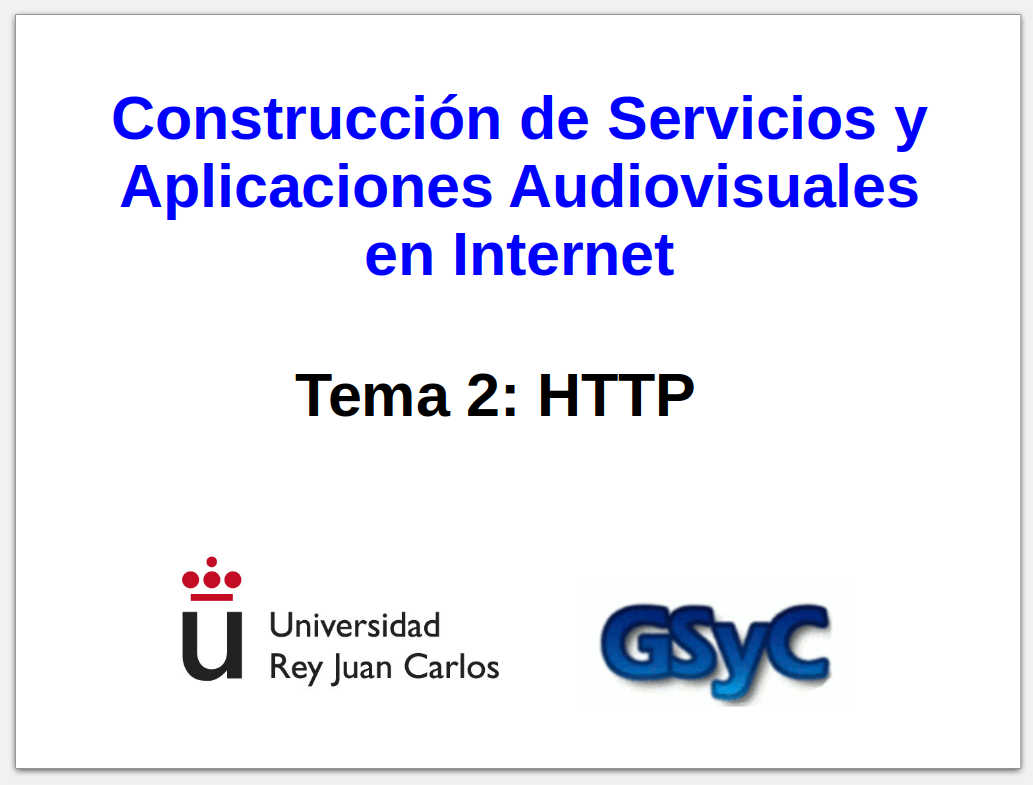 Construcción de Servicios y
Aplicaciones Audiovisuales
en Internet
Tema 2: HTTP
Universidad
Rey Juan Carlos
GSyC